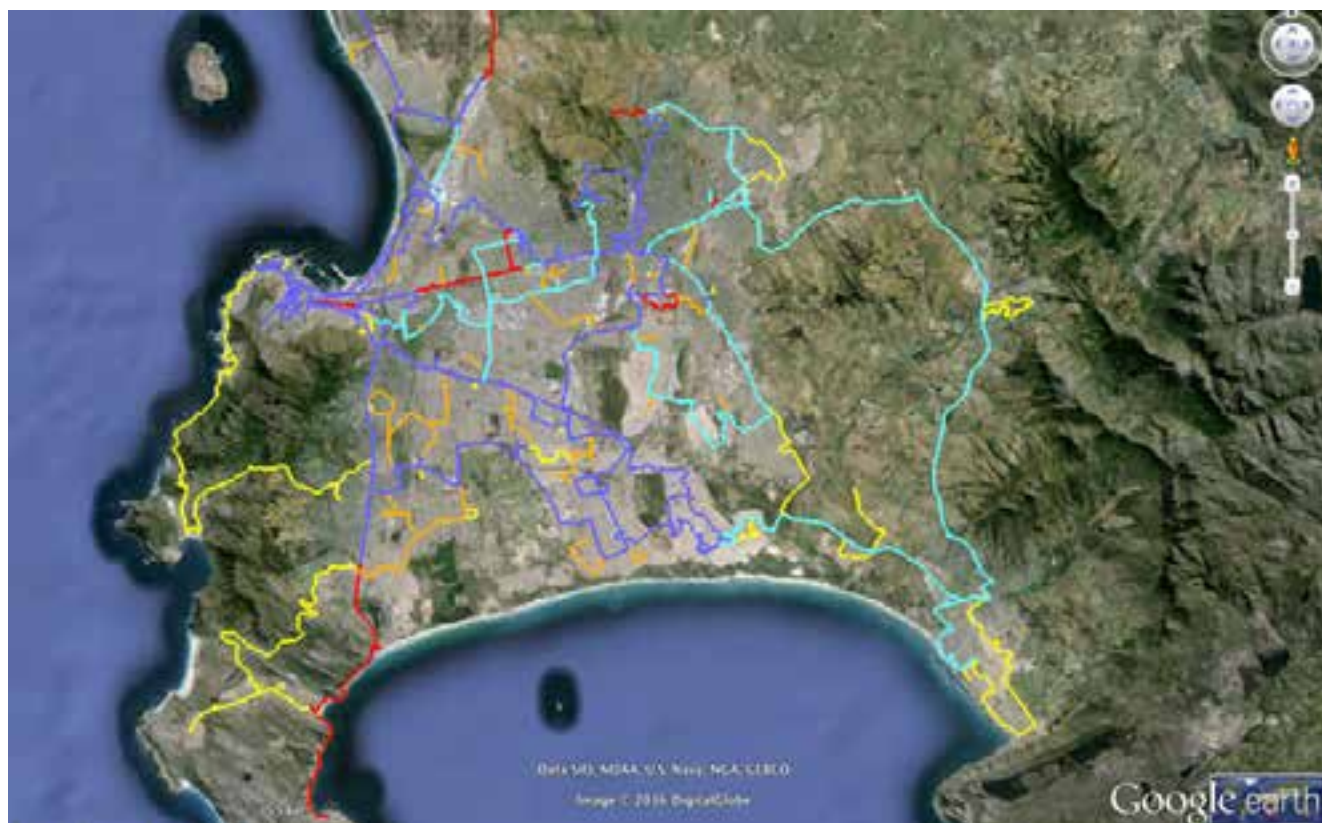 Data SIO, NOAA, U.S. Navy, NGA, GEBCO
Image © 2016 DigitalGlobe
Google earth